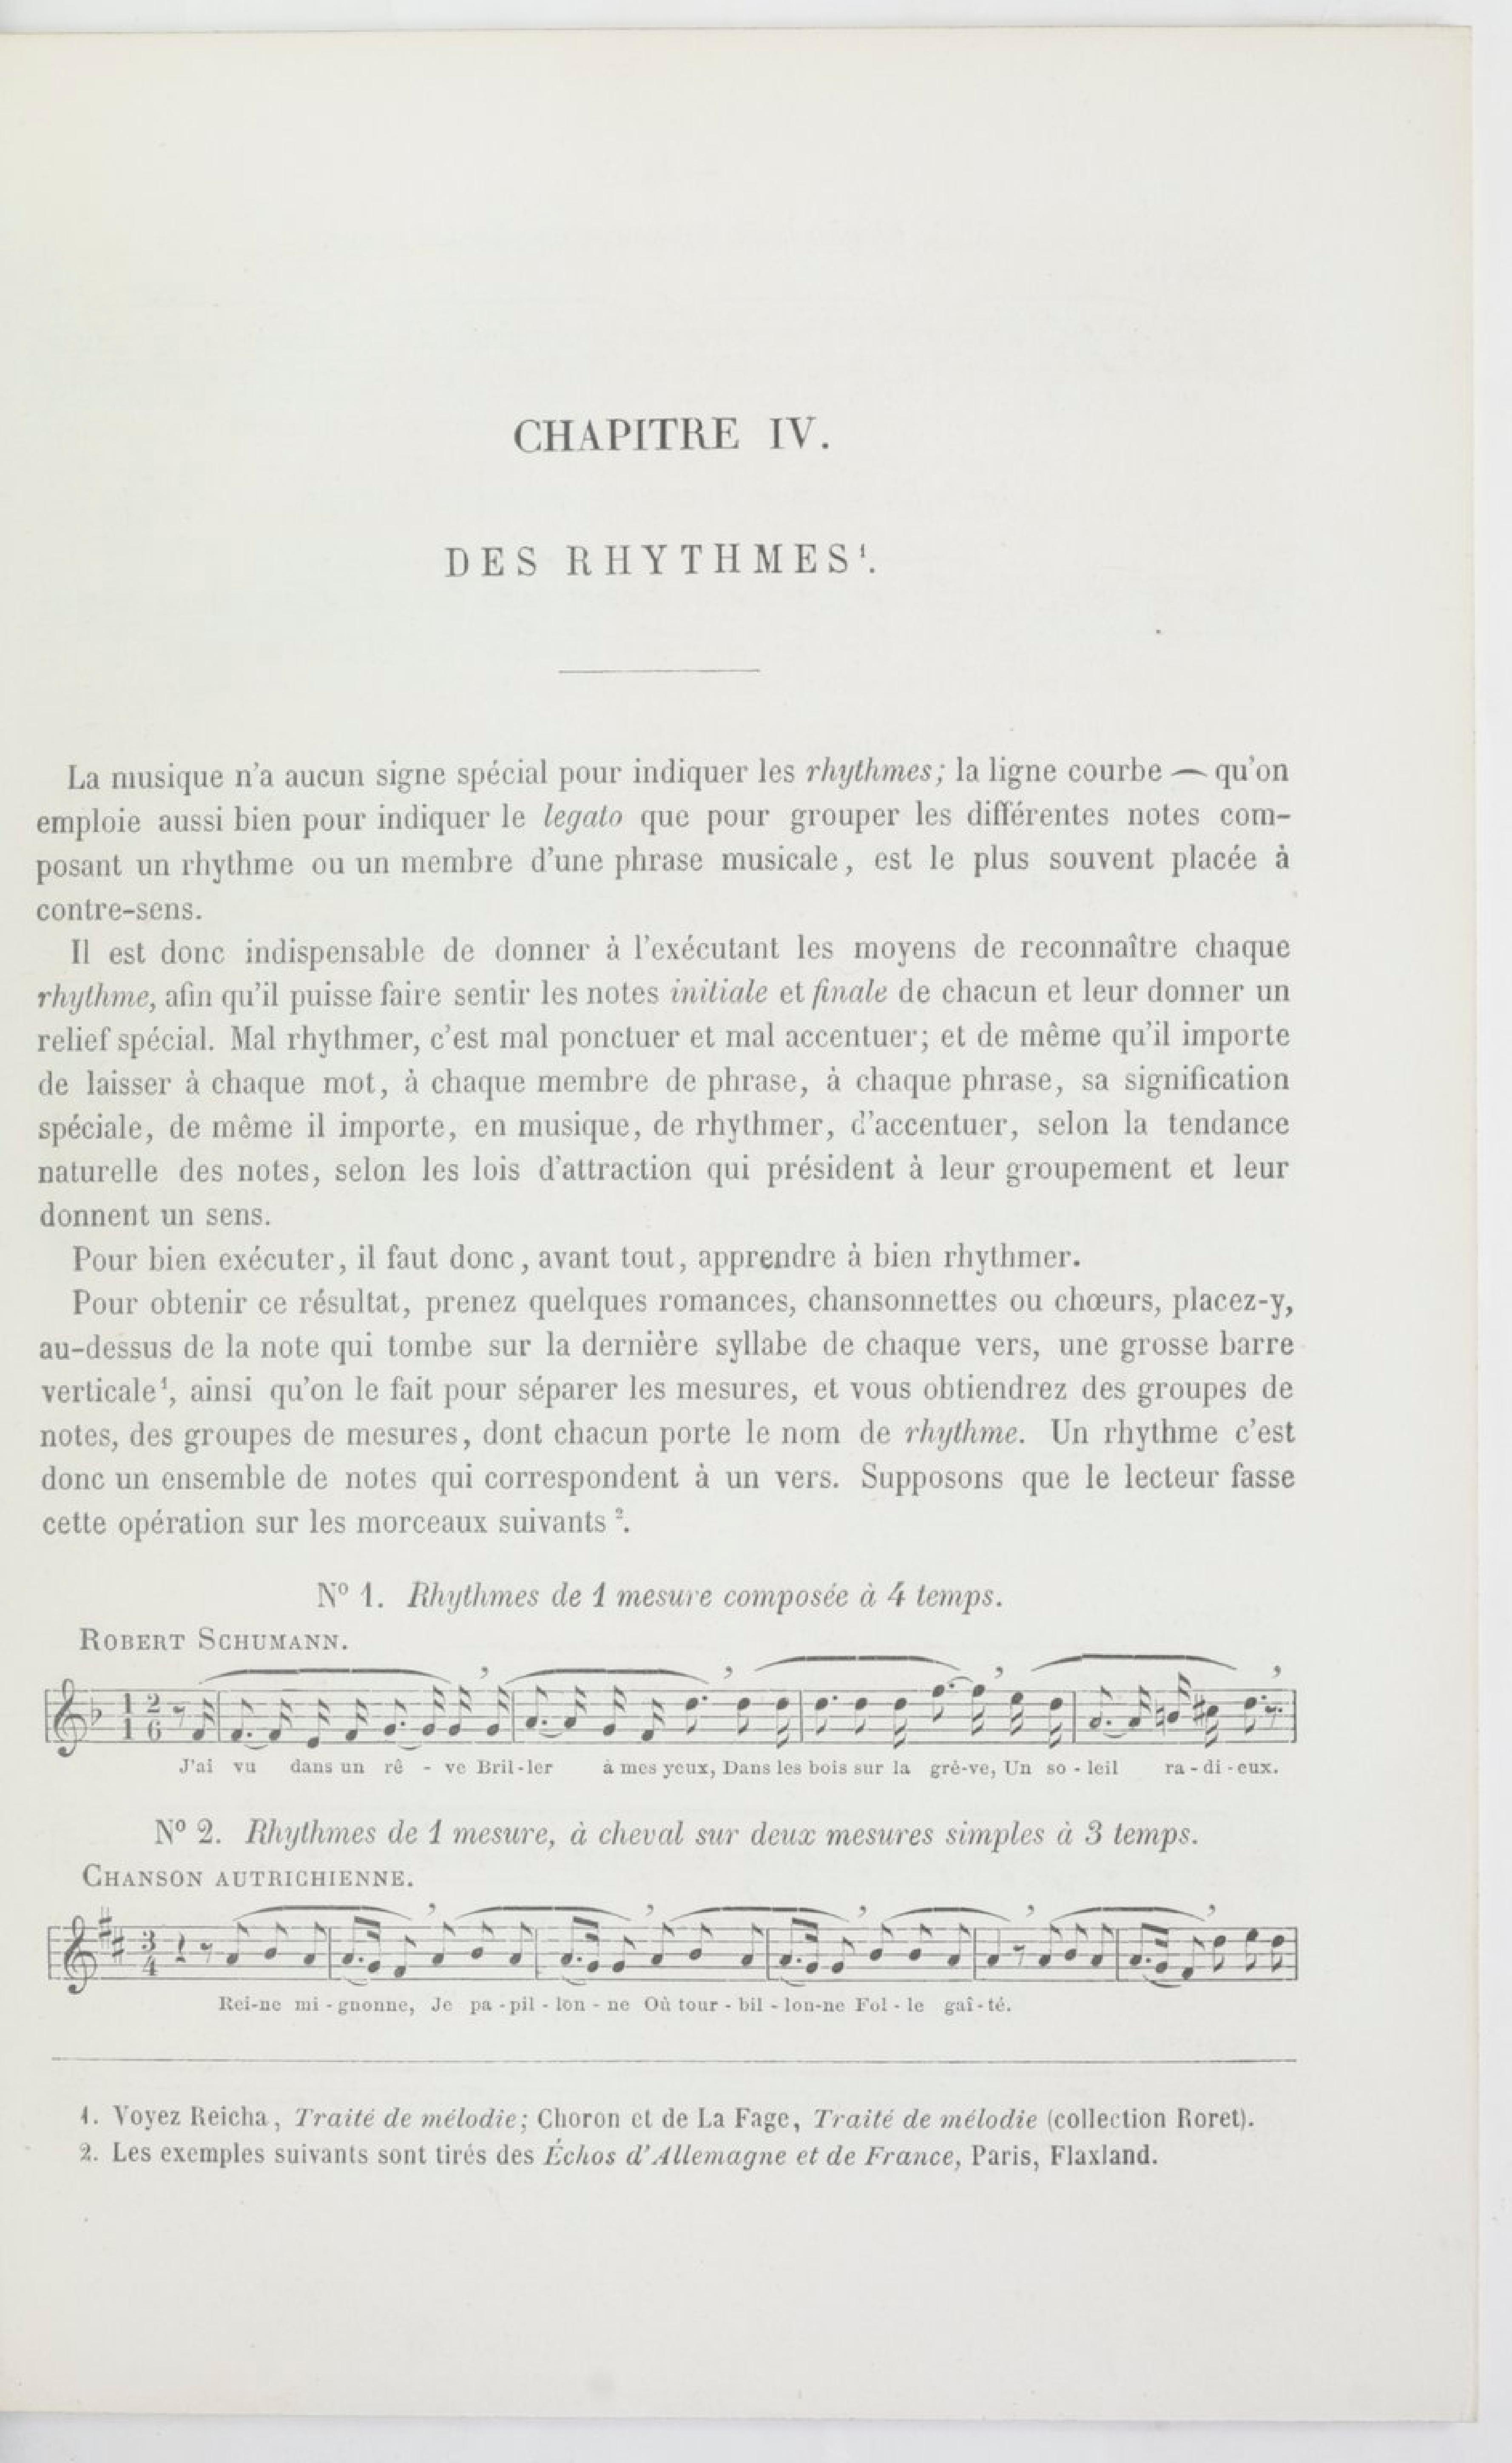 CHAPITRE IV.
DES RHYTHMES¹.
La musique n'a aucun signe spécial pour indiquer les rhythmes; la ligne courbe — qu'on
emploie aussi bien pour indiquer le legato que pour grouper les différentes notes com-
posant un rhythme ou un membre d'une phrase musicale, est le plus souvent placée à
contre-sens.
Il est donc indispensable de donner à l'exécutant les moyens de reconnaître chaque
rhythme, afin qu'il puisse faire sentir les notes initiale et finale de chacun et leur donner un
relief spécial. Mal rhythmer, c'est mal ponctuer et mal accentuer; et de même qu'il importe
de laisser à chaque mot, à chaque membre de phrase, à chaque phrase, sa signification
spéciale, de même il importe, en musique, de rhythmer, d'accentuer, selon la tendance
naturelle des notes, selon les lois d'attraction qui président à leur groupement et leur
donnent un sens.
Pour bien exécuter, il faut donc, avant tout, apprendre à bien rhythmer.
Pour obtenir ce résultat, prenez quelques romances, chansonnettes ou chœurs, placez-y,
au-dessus de la note qui tombe sur la dernière syllabe de chaque vers, une grosse barre
verticale¹, ainsi qu'on le fait pour séparer les mesures, et vous obtiendrez des groupes de
notes, des groupes de mesures, dont chacun porte le nom de rhythme. Un rhythme c'est
donc un ensemble de notes qui correspondent à un vers. Supposons que le lecteur fasse
cette opération sur les morceaux suivants².
Nº 1. Rhythmes de 1 mesure composée à 4 temps.
ROBERT SCHUMANN.
12
16
J'ai vu dans un rê - ve Bril-ler à mes yeux, Dans les bois sur la grê-ve, Un so - leil ra - di - eux.
Nº 2. Rhythmes de 1 mesure, à cheval sur deux mesures simples à 3 temps.
CHANSON AUTRICHIENNE.
3
4
Rei-ne mi - gnonne, Je pa - pil - lon - ne Où tour - bil - lon-ne Fol - le gaî - té.
1. Voyez Reicha, Traité de mélodie; Choron et de La Fage, Traité de mélodie (collection Roret).
2. Les exemples suivants sont tirés des Échos d'Allemagne et de France, Paris, Flaxland.